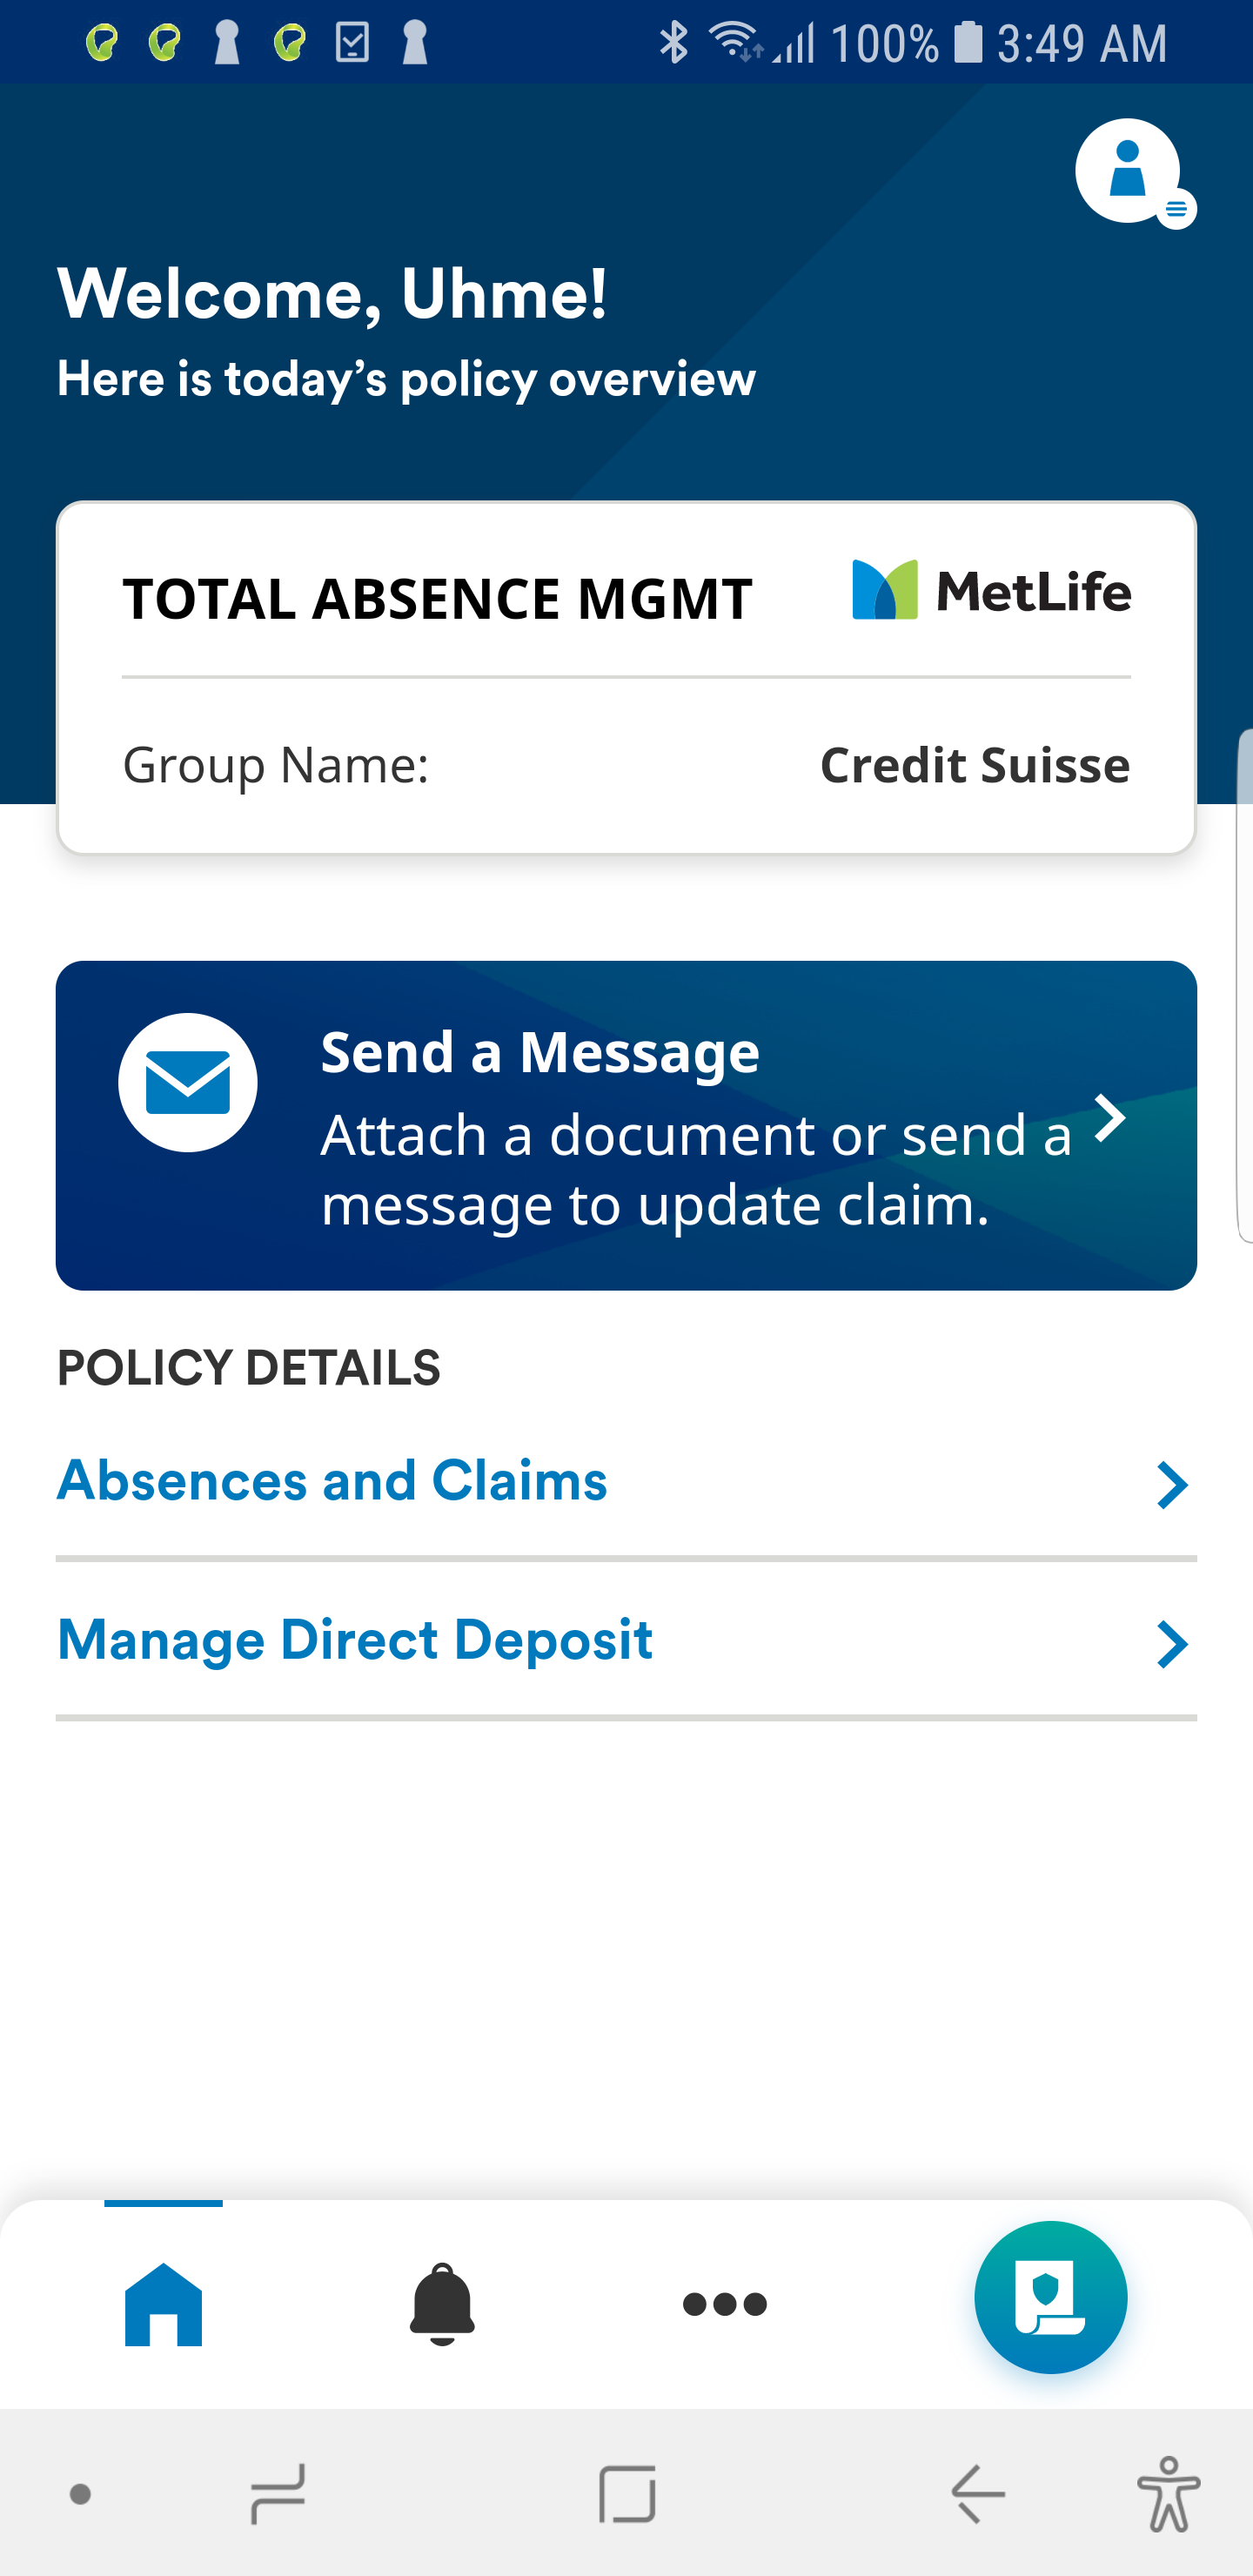 100% 3:49 AM
Welcome, Uhme!
Here is today’s policy overview
TOTAL ABSENCE MGMT
MetLife
Group Name:
Credit Suisse
Send a Message
Attach a document or send a
message to update claim.
POLICY DETAILS
Absences and Claims
Manage Direct Deposit